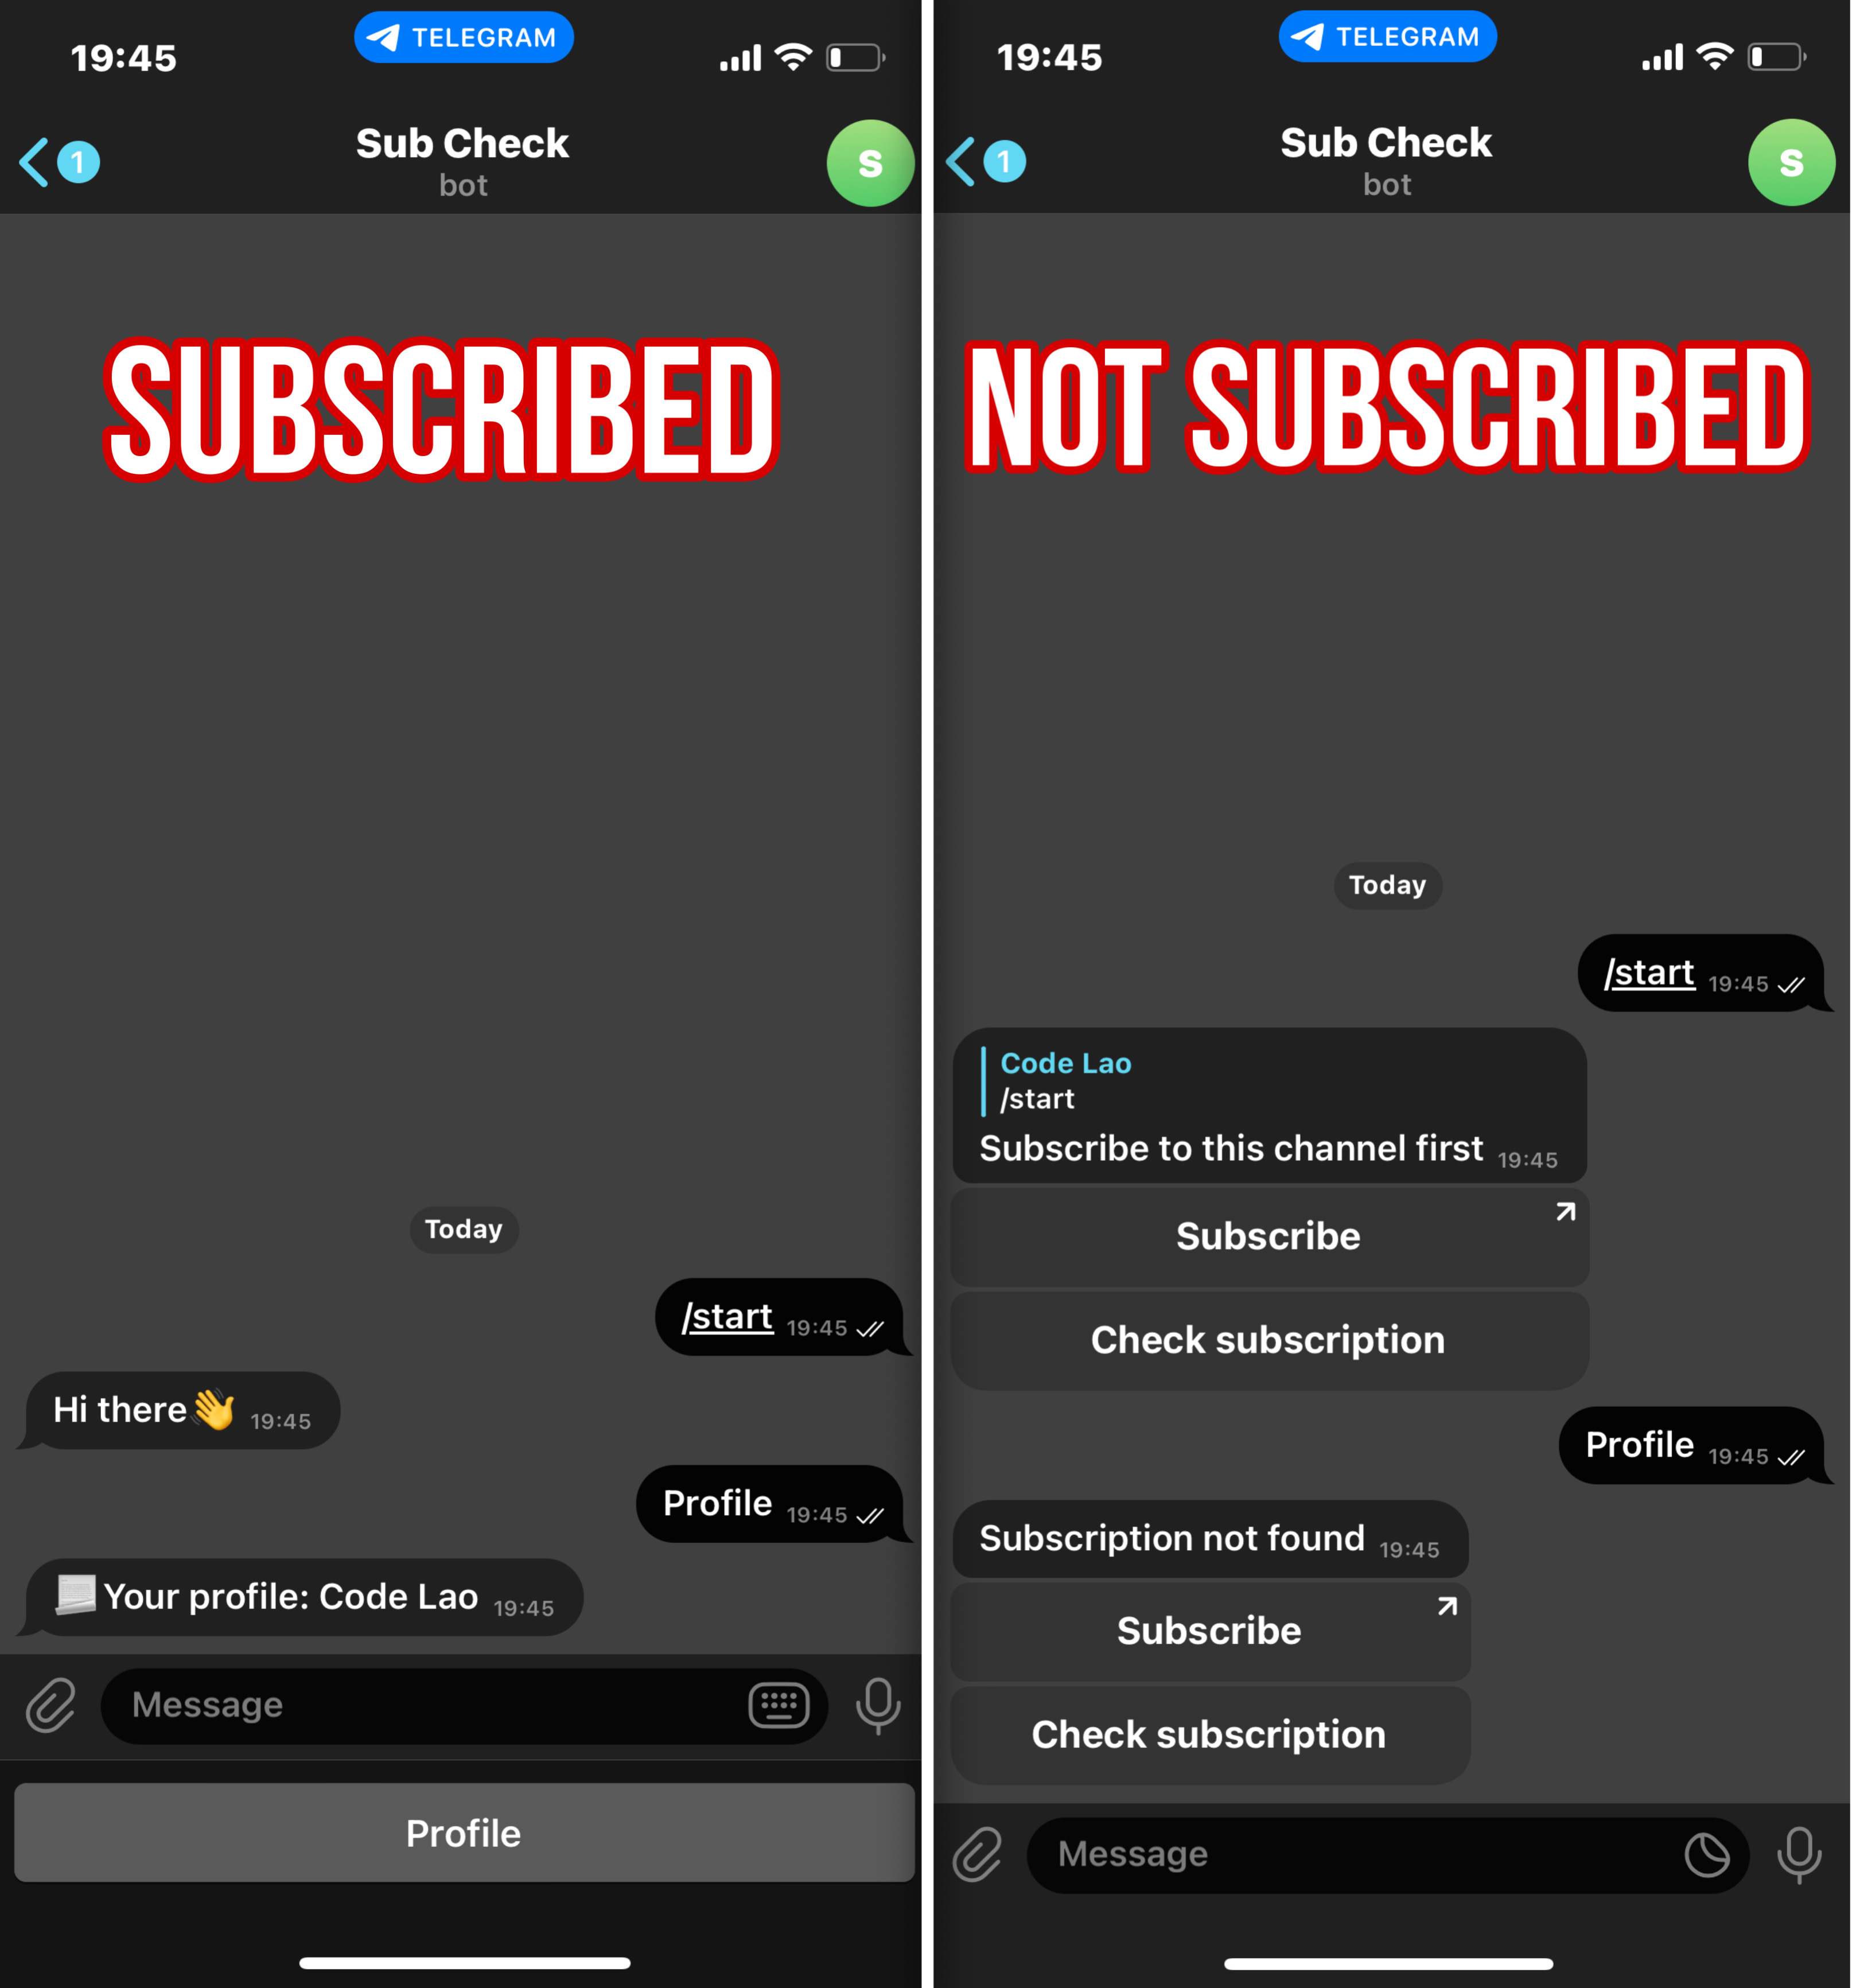 19:45
TELEGRAM
1
Sub Check
bot
S
SUBSCRIBED
Today
/start 19:45
Hi there👋 19:45
Profile 19:45
📃Your profile: Code Lao 19:45
Message
Profile
19:45
TELEGRAM
1
Sub Check
bot
S
NOT SUBSCRIBED
Today
/start 19:45
Code Lao
/start
Subscribe to this channel first 19:45
Subscribe
Check subscription
Profile 19:45
Subscription not found 19:45
Subscribe
Check subscription
Message